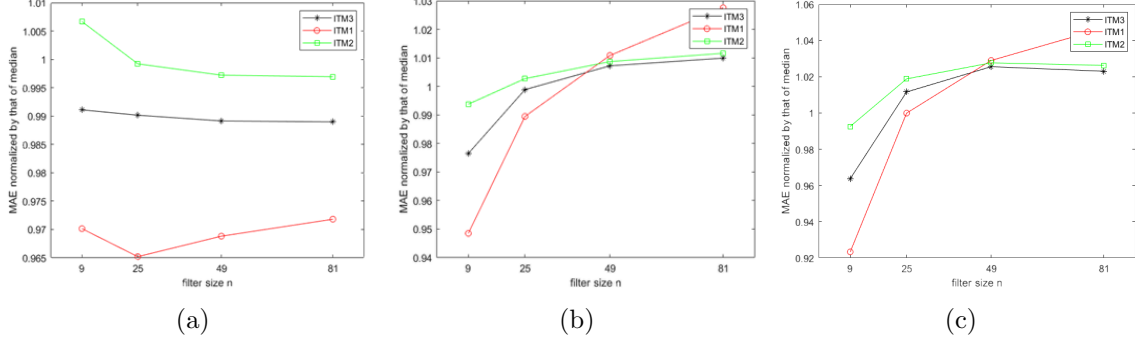 1.01
1.005
1
0.995
0.99
0.985
0.98
0.975
0.97
0.965
MAE normalized by that of median
9
25
49
81
filter size n
ITM3
ITM1
ITM2
(a)
1.03
1.02
1.01
1
0.99
0.98
0.97
0.96
0.95
0.94
MAE normalized by that of median
9
25
49
81
filter size n
ITM3
ITM1
ITM2
(b)
1.06
1.04
1.02
1
0.98
0.96
0.94
0.92
MAE normalized by that of median
9
25
49
81
filter size n
ITM3
ITM1
ITM2
(c)